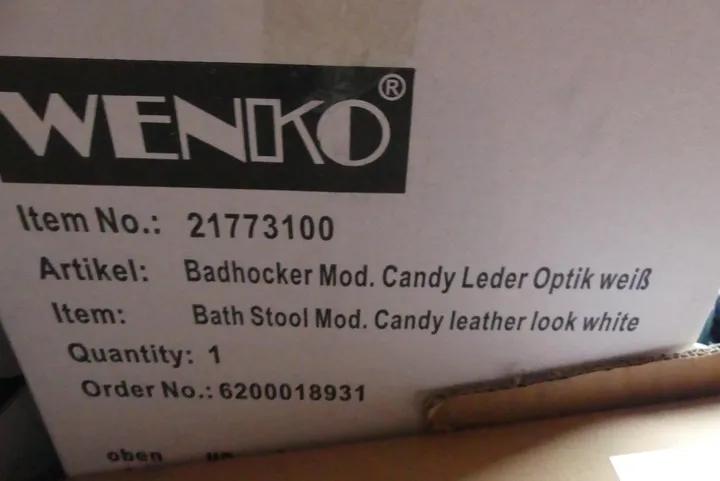 WENKO®
Item No.: 21773100
Artikel: Badhocker Mod. Candy Leder Optik weiß
Item: Bath Stool Mod. Candy leather look white
Quantity: 1
Order No.: 6200018931
oben